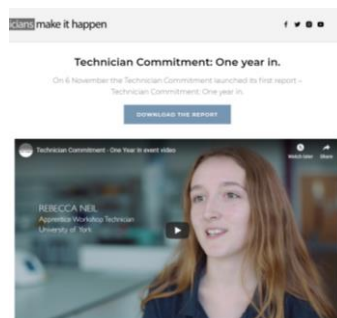 icians make it happen
Technician Commitment: One year in.
On 6 November the Technician Commitment launched its first report –
Technician Commitment: One year in.
DOWNLOAD THE REPORT
Technician Commitment - One Year In event video
Watch later
Share
REBECCA NEIL
Apprentice Workshop Technician
University of York